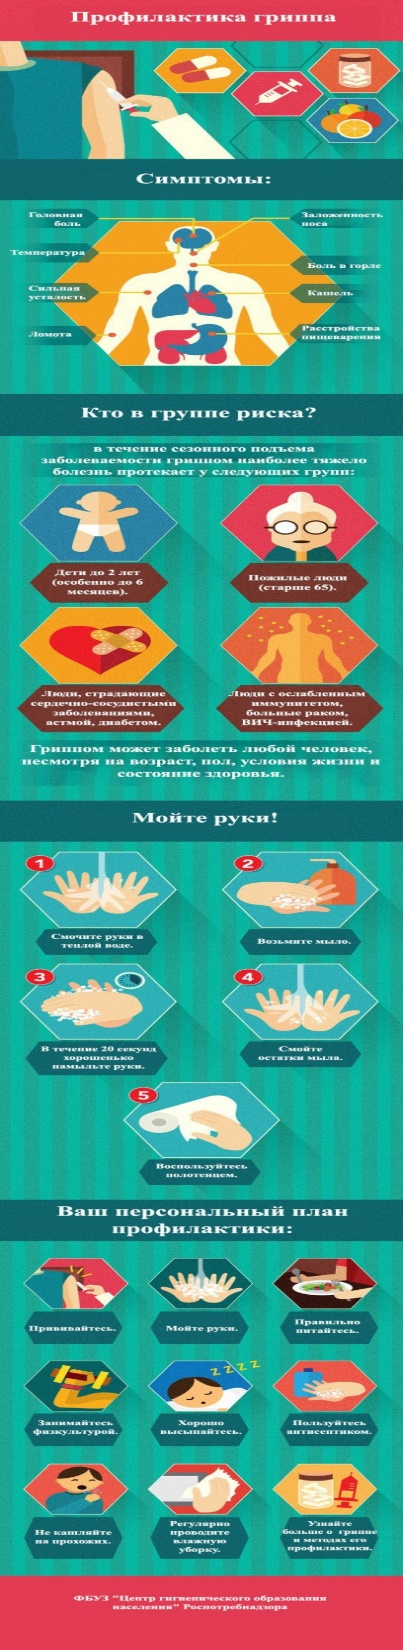 Профилактика гриппа
Симптомы:
Головная
боль
Заложенность
носа
Температура
Боль в горле
Сильная
усталость
Кашель
Ломота
Расстройства
пищеварения
Кто в группе риска?
в течение сезонного подъема
заболеваемости гриппом наиболее тяжело
болезнь протекает у следующих групп:
Дети до 2 лет
(особенно до 6
месяцев).
Пожилые люди
(старше 65).
Люди, страдающие
сердечно-сосудистыми
заболеваниями,
астмой, диабетом.
Люди с ослабленным
иммунитетом,
больные раком,
ВИЧ-инфекцией.
Гриппом может заболеть любой человек,
несмотря на возраст, пол, условия жизни и
состояние здоровья.
Мойте руки!
1
Смочите руки в
теплой воде.
2
Возьмите мыло.
3
В течение 20 секунд
хорошенько
намыльте руки.
4
Смойте
остатки мыла.
5
Воспользуйтесь
полотенцем.
Ваш персональный план
профилактики:
Прививайтесь.
Мойте руки.
Правильно
питайтесь.
Занимайтесь
физкультурой.
zzzz
Хорошо
высыпайтесь.
Пользуйтесь
антисептиком.
Не кашляйте
на прохожих.
Регулярно
проводите
влажную
уборку.
Узнайте
больше о гриппе
и методах его
профилактики.
ФБУЗ "Центр гигиенического образования
населения" Роспотребнадзора